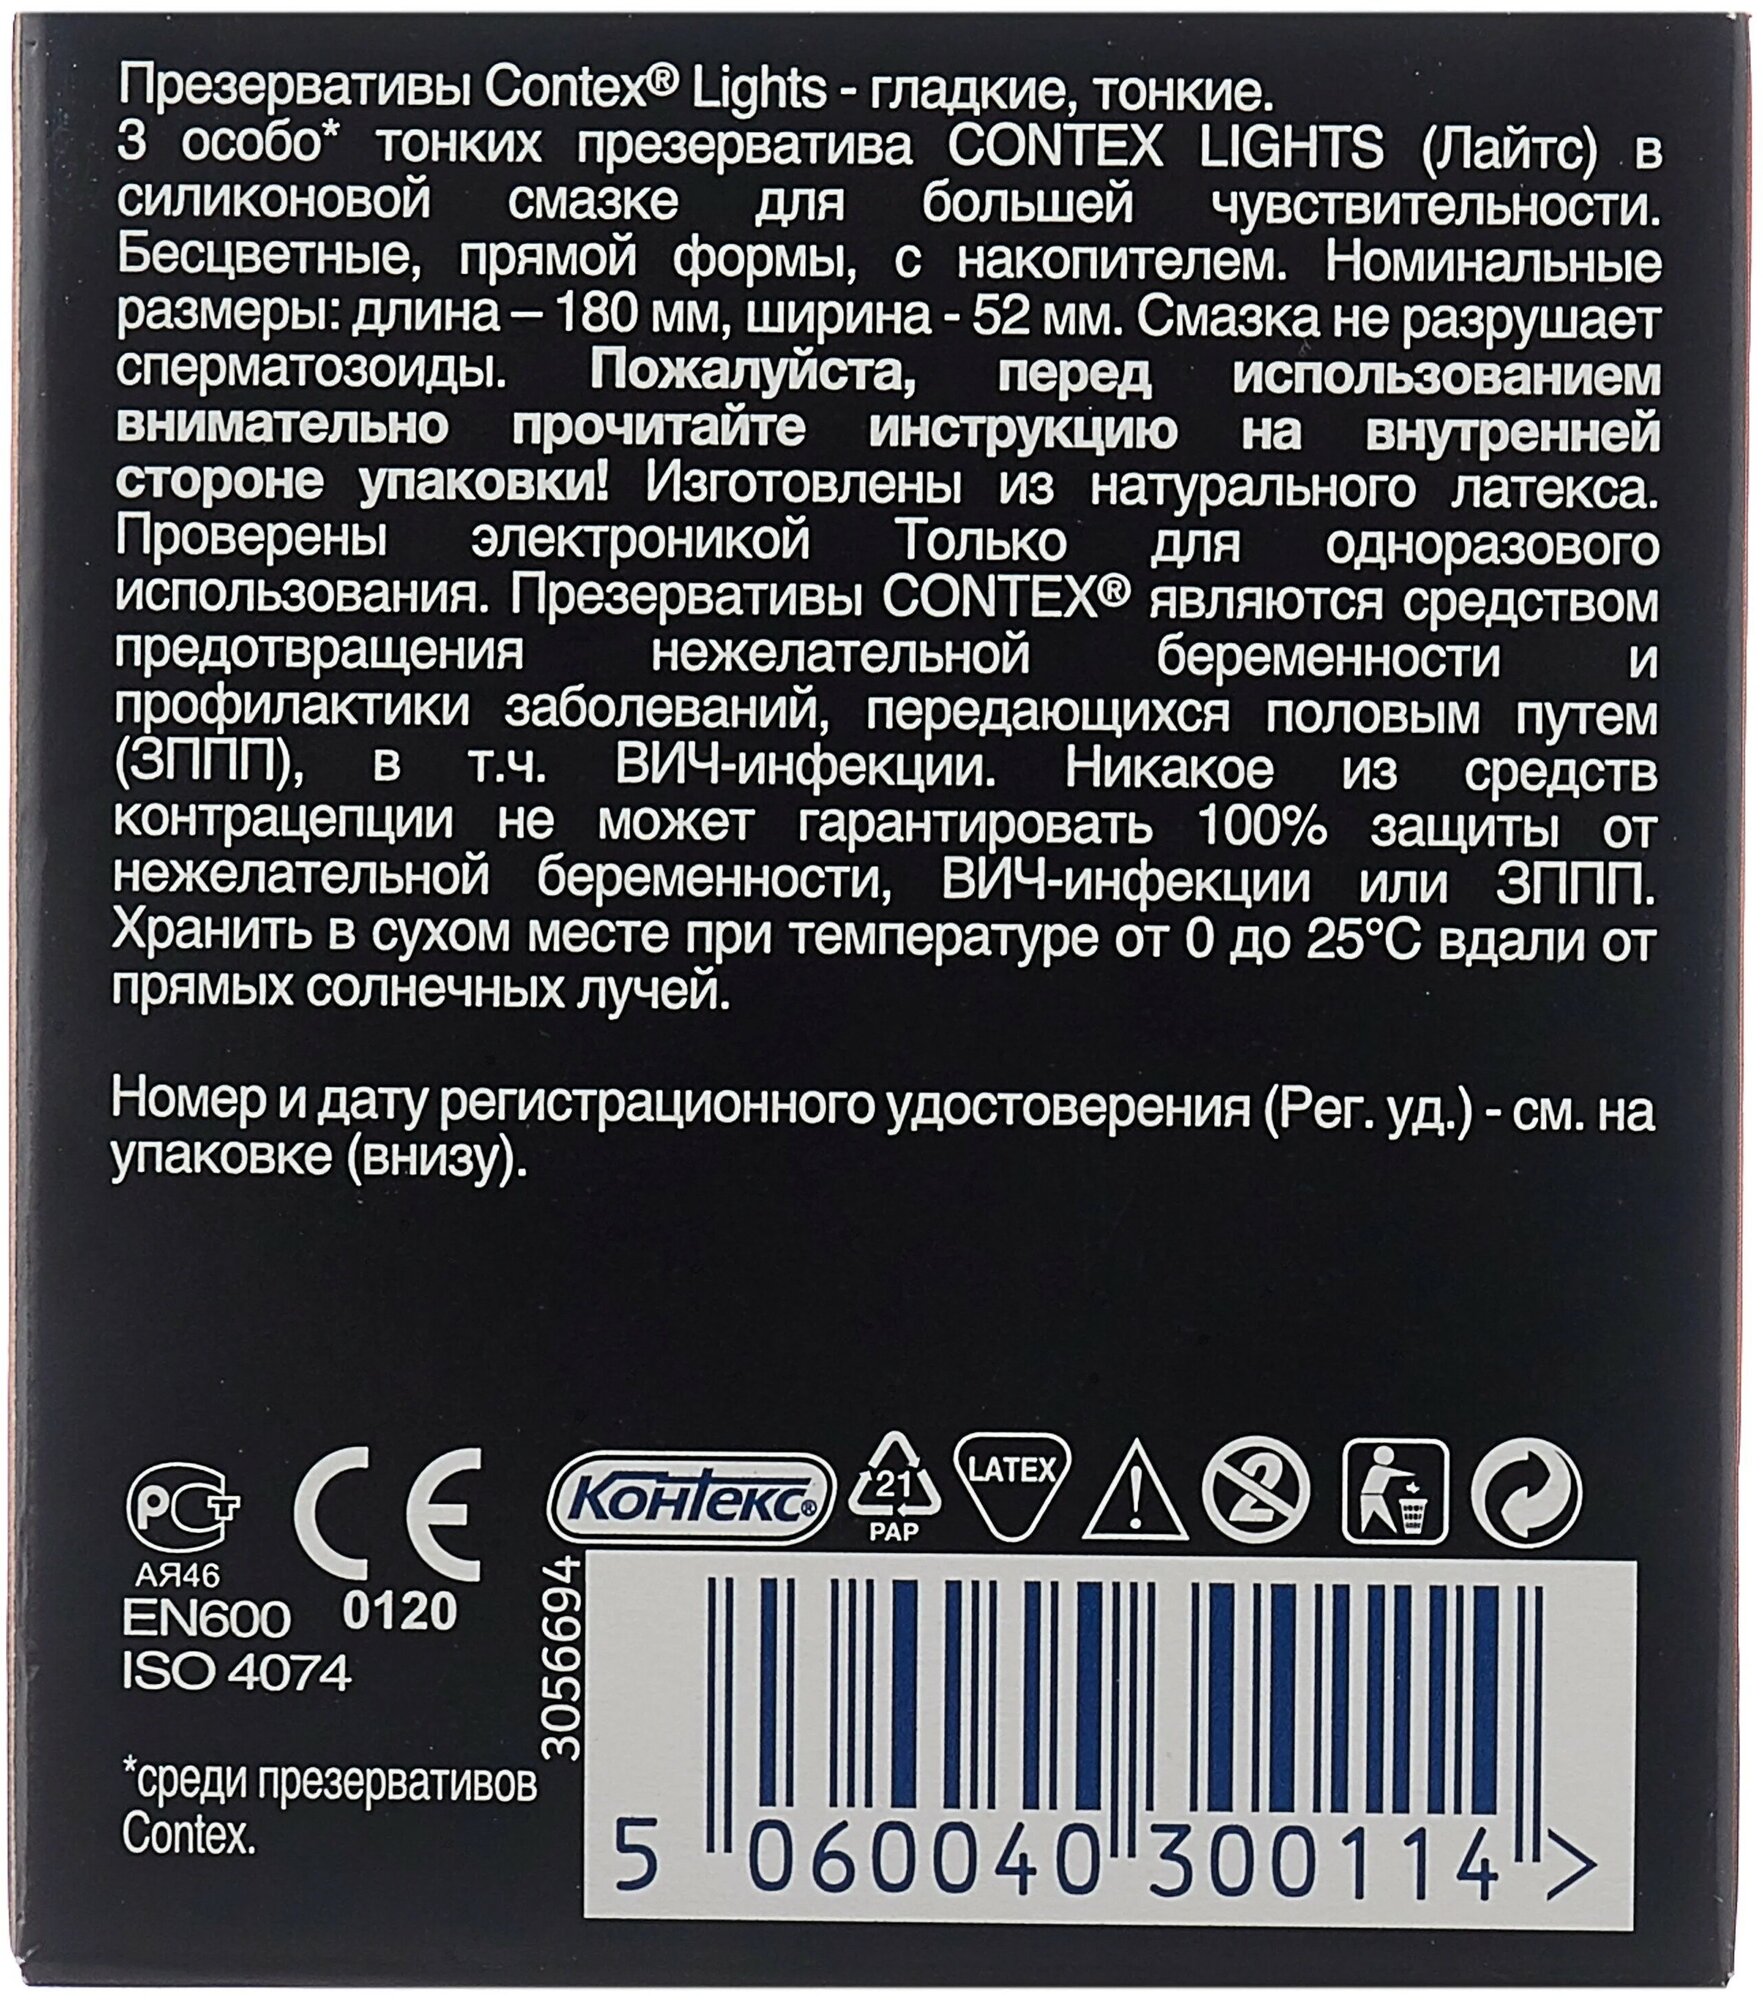 Презервативы Contex® Lights - гладкие, тонкие.
3 особо* тонких презерватива CONTEX LIGHTS (Лайтс) в
силиконовой смазке для большей чувствительности.
Бесцветные, прямой формы, с накопителем. Номинальные
размеры: длина – 180 мм, ширина - 52 мм. Смазка не разрушает
сперматозоиды. Пожалуйста, перед использованием
внимательно прочитайте инструкцию на внутренней
стороне упаковки! Изготовлены из натурального латекса.
Проверены электроникой Только для одноразового
использования. Презервативы CONTEX® являются средством
предотвращения нежелательной беременности и
профилактики заболеваний, передающихся половым путем
(ЗППП), в т.ч. ВИЧ-инфекции. Никакое из средств
контрацепции не может гарантировать 100% защиты от
нежелательной беременности, ВИЧ-инфекции или ЗППП.
Хранить в сухом месте при температуре от 0 до 25°C вдали от
прямых солнечных лучей.
Номер и дату регистрационного удостоверения (Рег. уд.) - см. на
упаковке (внизу).
РСТ
АЯ46
CE
0120
EN600
ISO 4074
Контекс®
21
PAP
LATEX
!
2
3056694
*среди презервативов
Contex.
5 060040 300114 >